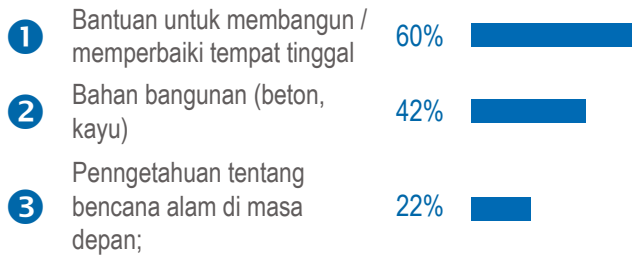 1 Bantuan untuk membangun / 60%
memperbaiki tempat tinggal
2 Bahan bangunan (beton, 42%
kayu)
3 Penngetahuan tentang
bencana alam di masa 22%
depan;